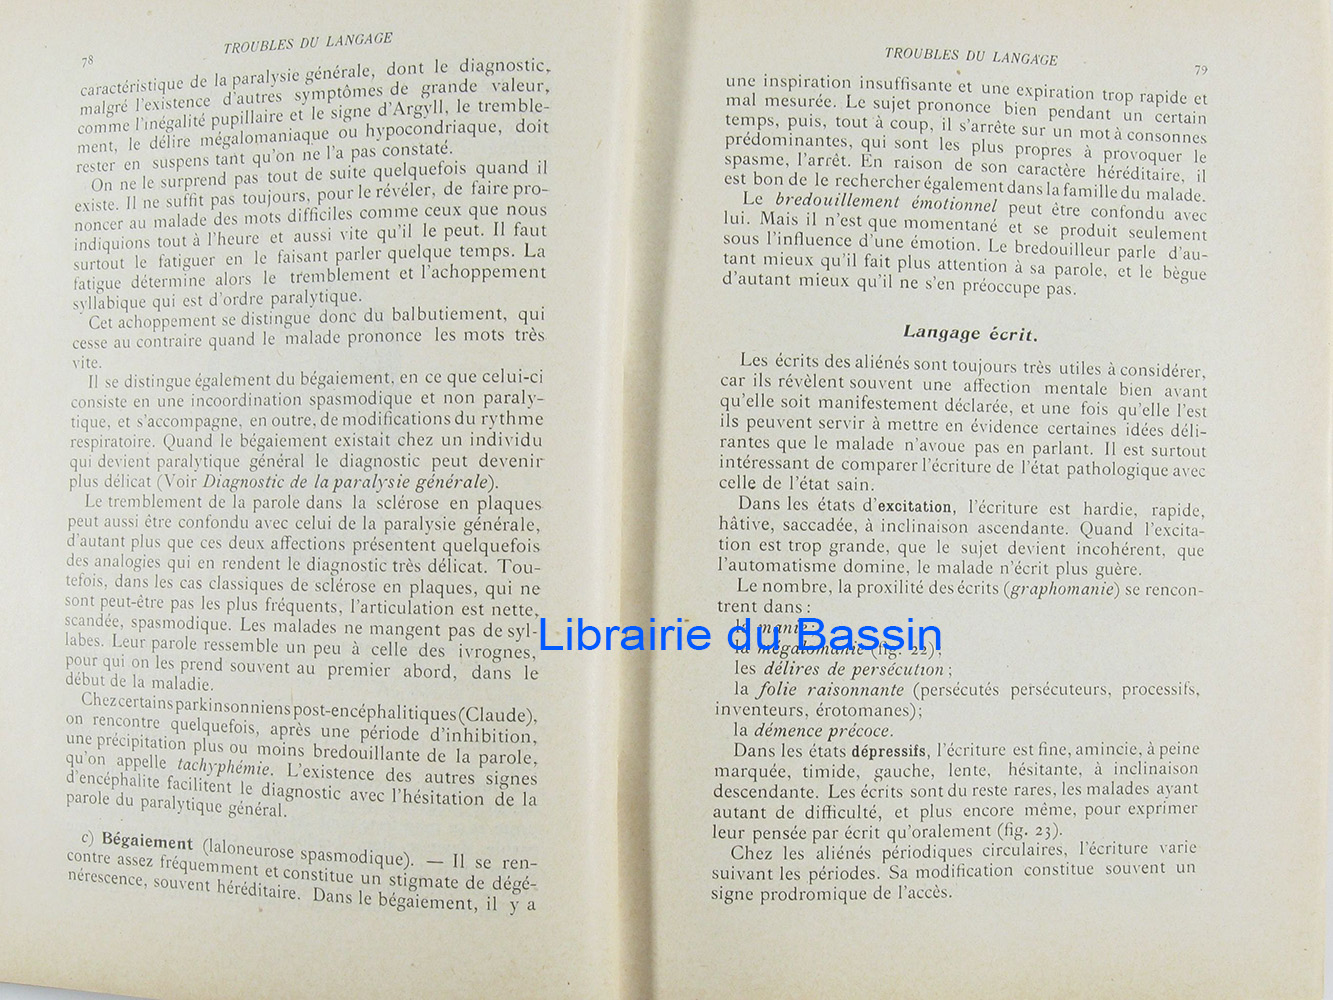 78
TROUBLES DU LANGAGE
caractéristique de la paralysie générale, dont le diagnostic,
malgré l'existence d'autres symptômes de grande valeur,
comme l'inégalité pupillaire et le signe d'Argyll, le tremble-
ment, le délire mégalomaniaque ou hypocondriaque, doit
rester en suspens tant qu'on ne l'a pas constaté.
On ne le surprend pas tout de suite quelquefois quand il
existe. Il ne suffit pas toujours, pour le révéler, de faire pro-
noncer au malade des mots difficiles comme ceux que nous
indiquions tout à l'heure et aussi vite qu'il le peut. Il faut
surtout le fatiguer en le faisant parler quelque temps. La
fatigue détermine alors le tremblement et l'achoppement
syllabique qui est d'ordre paralytique.
Cet achoppement se distingue donc du balbutiement, qui
cesse au contraire quand le malade prononce les mots très
vite.
Il se distingue également du bégaiement, en ce que celui-ci
consiste en une incoordination spasmodique et non paraly-
tique, et s'accompagne, en outre, de modifications du rythme
respiratoire. Quand le bégaiement existait chez un individu
qui devient paralytique général le diagnostic peut devenir
plus délicat (Voir Diagnostic de la paralysie générale).
Le tremblement de la parole dans la sclérose en plaques
peut aussi être confondu avec celui de la paralysie générale,
d'autant plus que ces deux affections présentent quelquefois
des analogies qui en rendent le diagnostic très délicat. Tou-
tefois, dans les cas classiques de sclérose en plaques, qui ne
sont peut-être pas les plus fréquents, l'articulation est nette,
scandée, spasmodique. Les malades ne mangent pas de syl-
labes. Leur parole ressemble un peu à celle des ivrognes,
pour qui on les prend souvent au premier abord, dans le
début de la maladie.
Chez certains parkinsonniens post-encéphalitiques (Claude),
on rencontre quelquefois, après une période d'inhibition,
une précipitation plus ou moins bredouillante de la parole,
qu'on appelle tachyphémie. L'existence des autres signes
d'encéphalite facilitent le diagnostic avec l'hésitation de la
parole du paralytique général.
c) Bégaiement (laloneurose spasmodique). — Il se ren-
contre assez fréquemment et constitue un stigmate de dégé-
nérescence, souvent héréditaire. Dans le bégaiement, il y a
TROUBLES DU LANGAGE
79
une inspiration insuffisante et une expiration trop rapide et
mal mesurée. Le sujet prononce bien pendant un certain
temps, puis, tout à coup, il s'arrête sur un mot à consonnes
prédominantes, qui sont les plus propres à provoquer le
spasme, l'arrêt. En raison de son caractère héréditaire, il
est bon de le rechercher également dans la famille du malade.
Le bredouillement émotionnel peut être confondu avec
lui. Mais il n'est que momentané et se produit seulement
sous l'influence d'une émotion. Le bredouilleur parle d'au-
tant mieux qu'il fait plus attention à sa parole, et le bègue
d'autant mieux qu'il ne s'en préoccupe pas.
Langage écrit.
Les écrits des aliénés sont toujours très utiles à considérer,
car ils révèlent souvent une affection mentale bien avant
qu'elle soit manifestement déclarée, et une fois qu'elle l'est
ils peuvent servir à mettre en évidence certaines idées déli-
rantes que le malade n'avoue pas en parlant. Il est surtout
intéressant de comparer l'écriture de l'état pathologique avec
celle de l'état sain.
Dans les états d'excitation, l'écriture est hardie, rapide,
hâtive, saccadée, à inclinaison ascendante. Quand l'excita-
tion est trop grande, que le sujet devient incohérent, que
l'automatisme domine, le malade n'écrit plus guère.
Le nombre, la proxilité des écrits (graphomanie) se rencon-
trent dans :
la manie;
la mégalomanie (fig. 22);
les délires de persécution ;
la folie raisonnante (persécutés persécuteurs, processifs,
inventeurs, érotomanes);
la démence précoce.
Dans les états dépressifs, l'écriture est fine, amincie, à peine
marquée, timide, gauche, lente, hésitante, à inclinaison
descendante. Les écrits sont du reste rares, les malades ayant
autant de difficulté, et plus encore même, pour exprimer
leur pensée par écrit qu'oralement (fig. 23).
Chez les aliénés périodiques circulaires, l'écriture varie
suivant les périodes. Sa modification constitue souvent un
signe prodromique de l'accès.
Librairie du Bassin